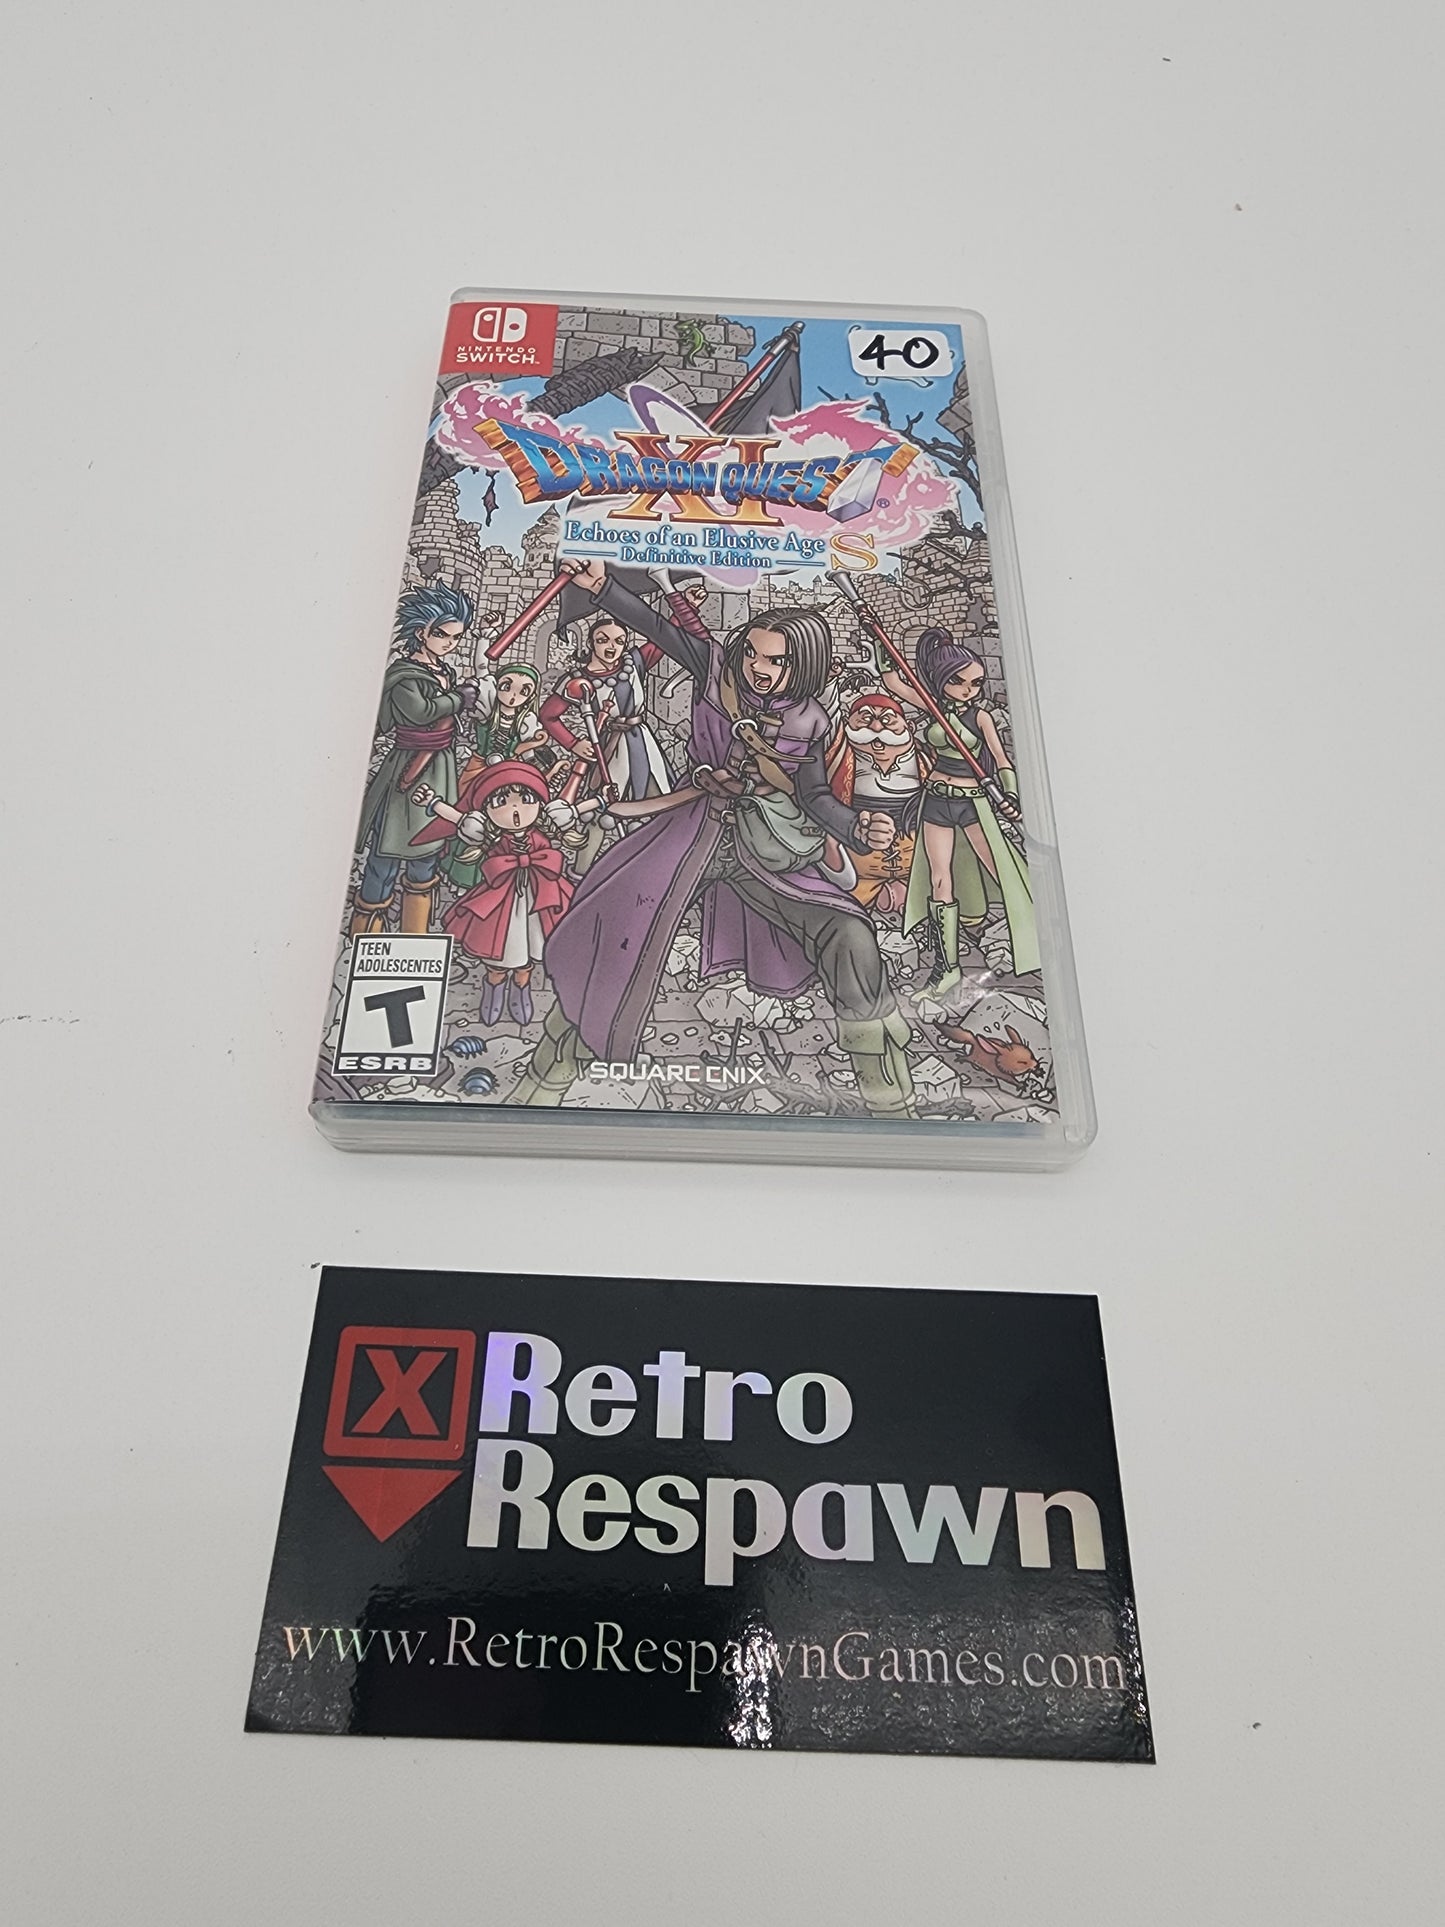 NINTENDO
SWITCH™
40
DRAGON QUEST®
XI
Echoes of an Elusive Age S
Definitive Edition
TEEN
ADOLESCENTES
T
ESRB
SQUARE ENIX
X Retro
Respawn
www.RetroRespawnGames.com